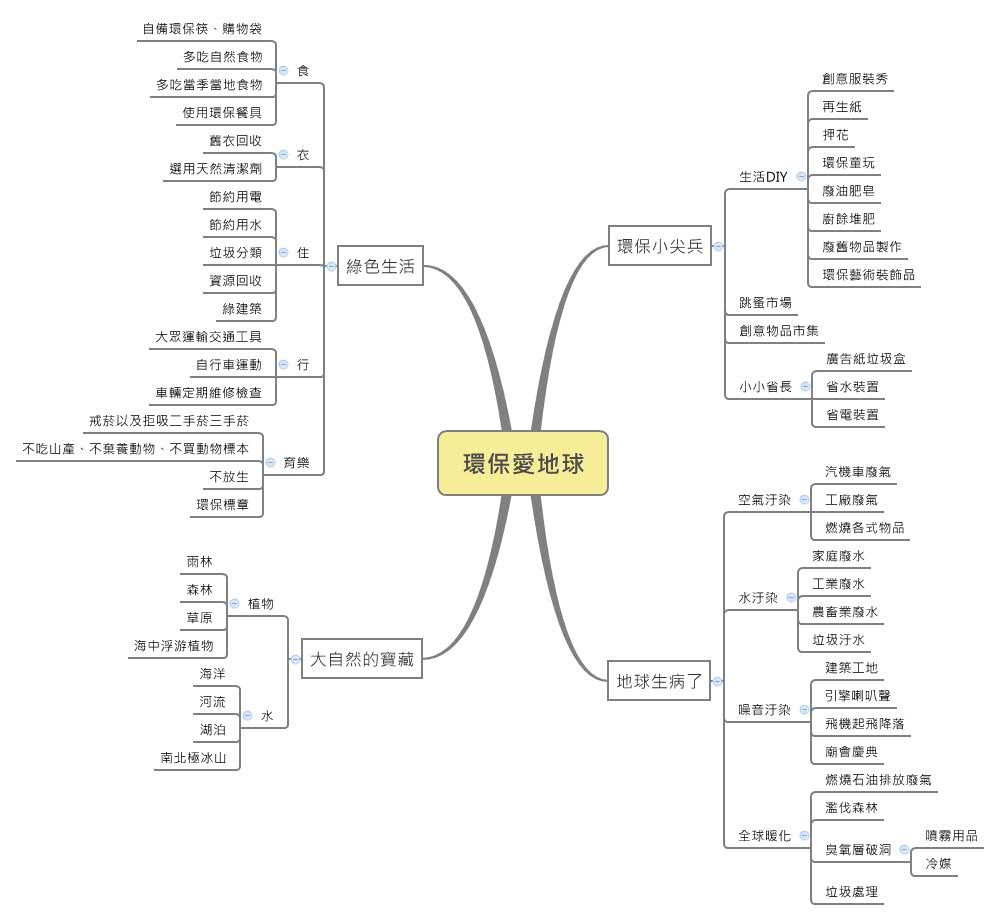 環保愛地球
綠色生活
食
自備環保筷、購物袋
多吃自然食物
多吃當季當地食物
使用環保餐具
衣
舊衣回收
選用天然清潔劑
住
節約用電
節約用水
垃圾分類
資源回收
綠建築
行
大眾運輸交通工具
自行車運動
車輛定期維修檢查
育樂
戒菸以及拒吸二手菸三手菸
不吃山產、不棄養動物、不買動物標本
不放生
環保標章
大自然的寶藏
植物
雨林
森林
草原
海中浮游植物
水
海洋
河流
湖泊
南北極冰山
環保小尖兵
生活DIY
創意服裝秀
再生紙
押花
環保童玩
廢油肥皂
廚餘堆肥
廢舊物品製作
環保藝術裝飾品
跳蚤市場
創意物品市集
小小省長
廣告紙垃圾盒
省水裝置
省電裝置
地球生病了
空氣汙染
汽機車廢氣
工廠廢氣
燃燒各式物品
水汙染
家庭廢水
工業廢水
農畜業廢水
垃圾汙水
噪音汙染
建築工地
引擎喇叭聲
飛機起飛降落
廟會慶典
全球暖化
燃燒石油排放廢氣
濫伐森林
臭氧層破洞
噴霧用品
冷媒
垃圾處理